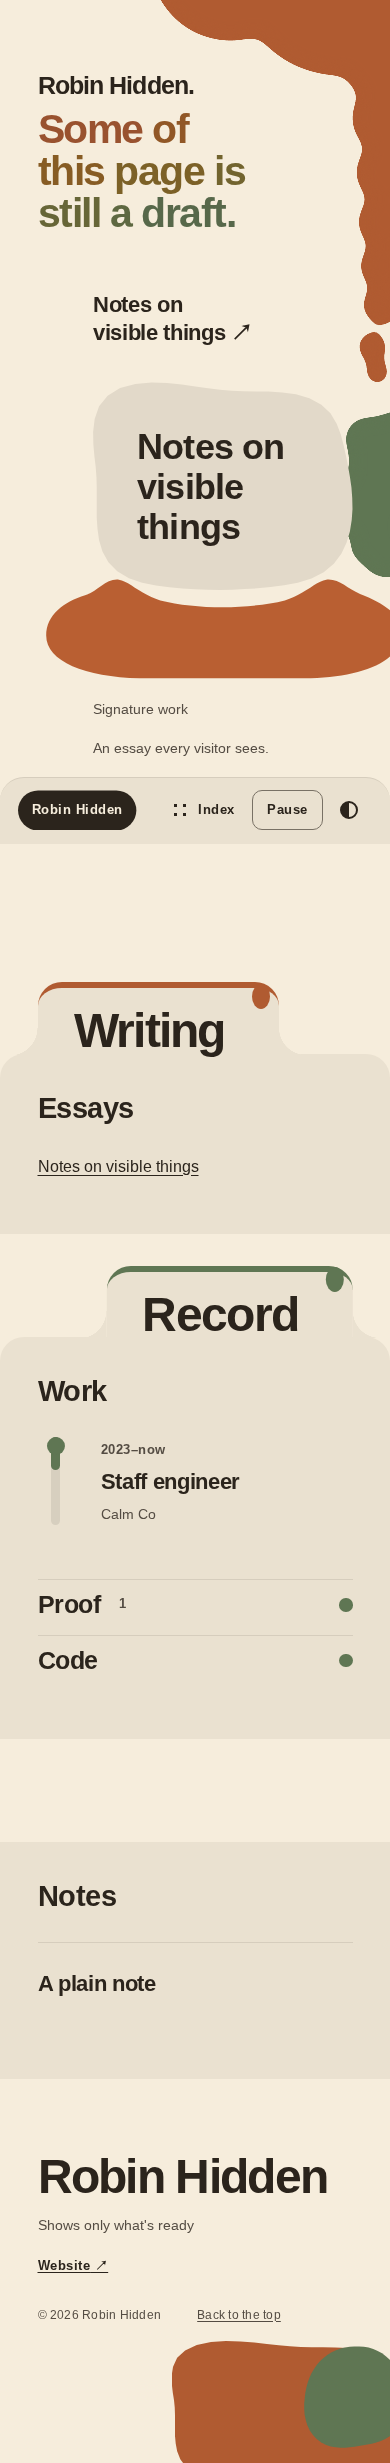 Robin Hidden.
Some of
this page is
still a draft.
Notes on
visible things ↗
Notes on
visible
things
Signature work
An essay every visitor sees.
Robin Hidden
Index
Pause
Writing
Essays
Notes on visible things
Record
Work
2023–now
Staff engineer
Calm Co
Proof 1
Code
Notes
A plain note
Robin Hidden
Shows only what's ready
Website ↗
© 2026 Robin Hidden
Back to the top